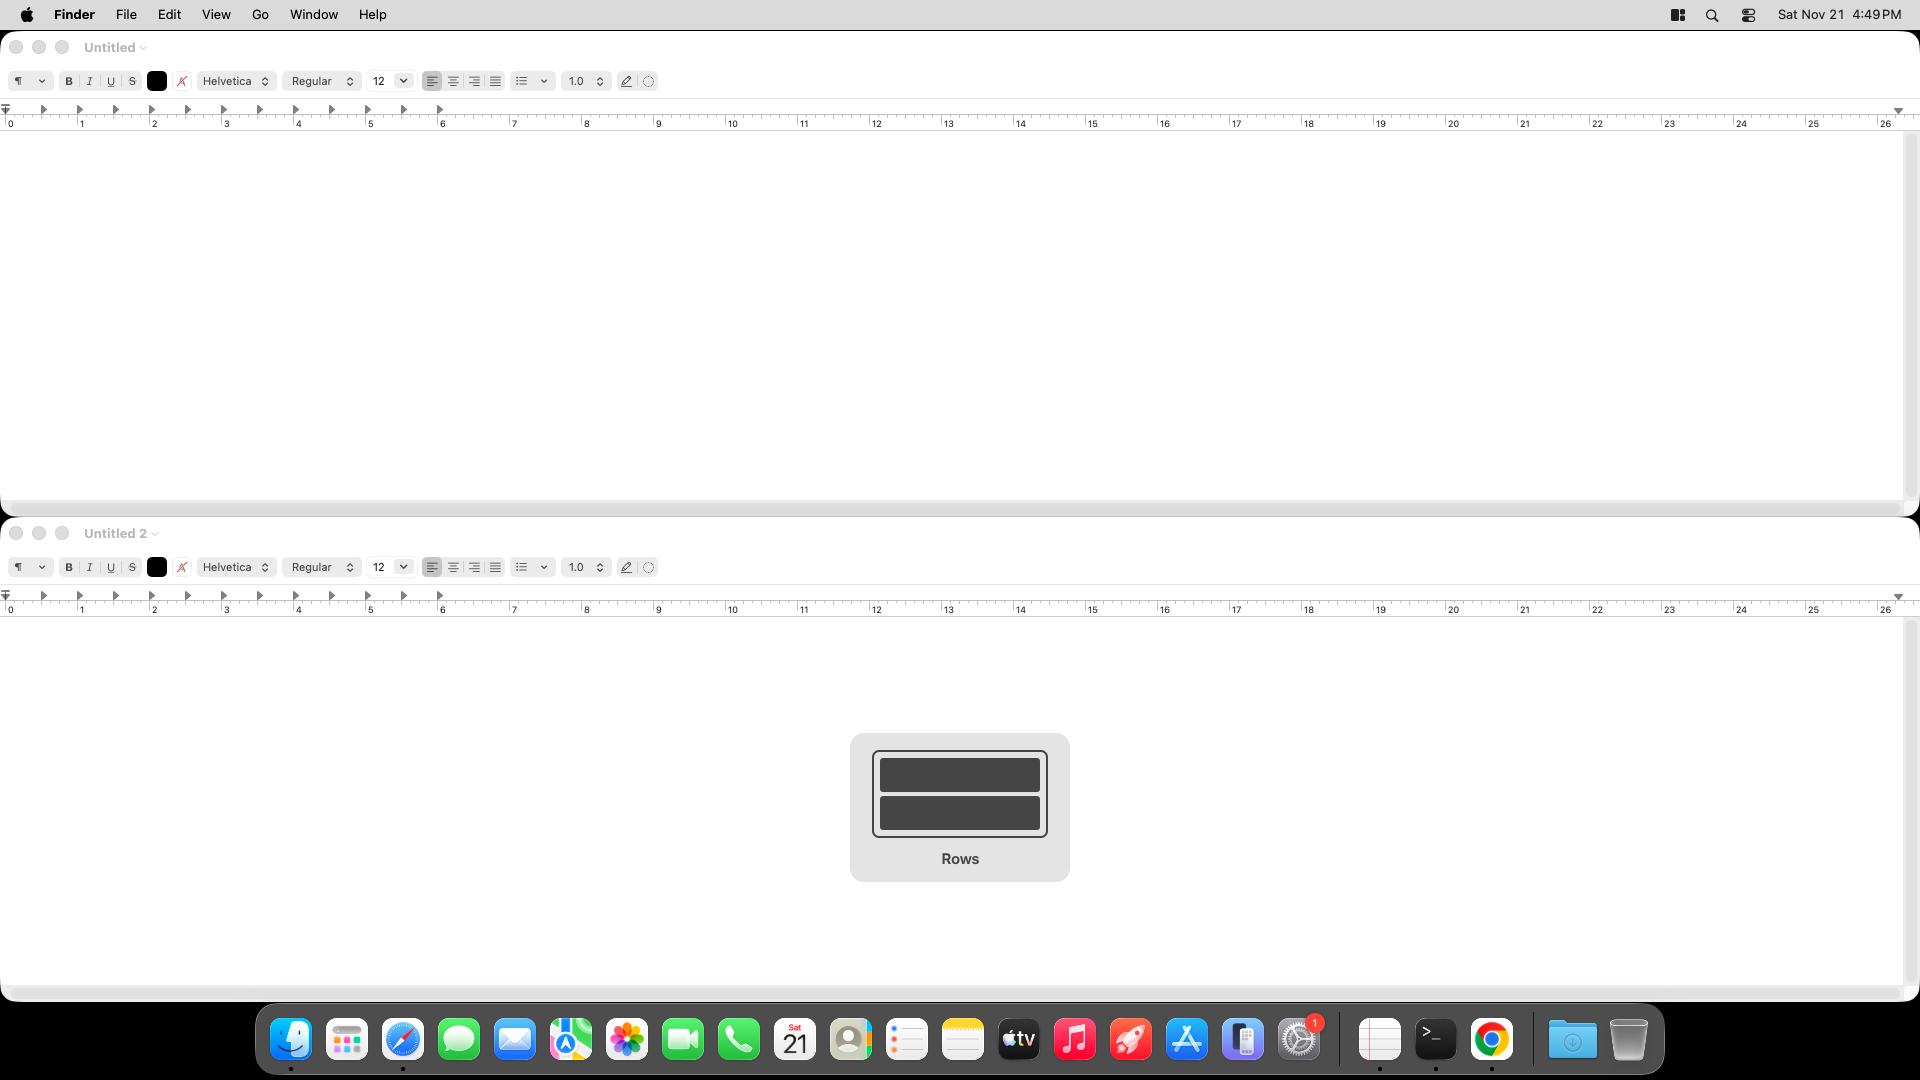 Finder File Edit View Go Window Help Sat Nov 21 4:49 PM
Untitled
¶ B I U S Helvetica Regular 12 1.0
0 1 2 3 4 5 6 7 8 9 10 11 12 13 14 15 16 17 18 19 20 21 22 23 24 25 26
Untitled 2
¶ B I U S Helvetica Regular 12 1.0
0 1 2 3 4 5 6 7 8 9 10 11 12 13 14 15 16 17 18 19 20 21 22 23 24 25 26
Rows
Sat
21
tv
1
>_